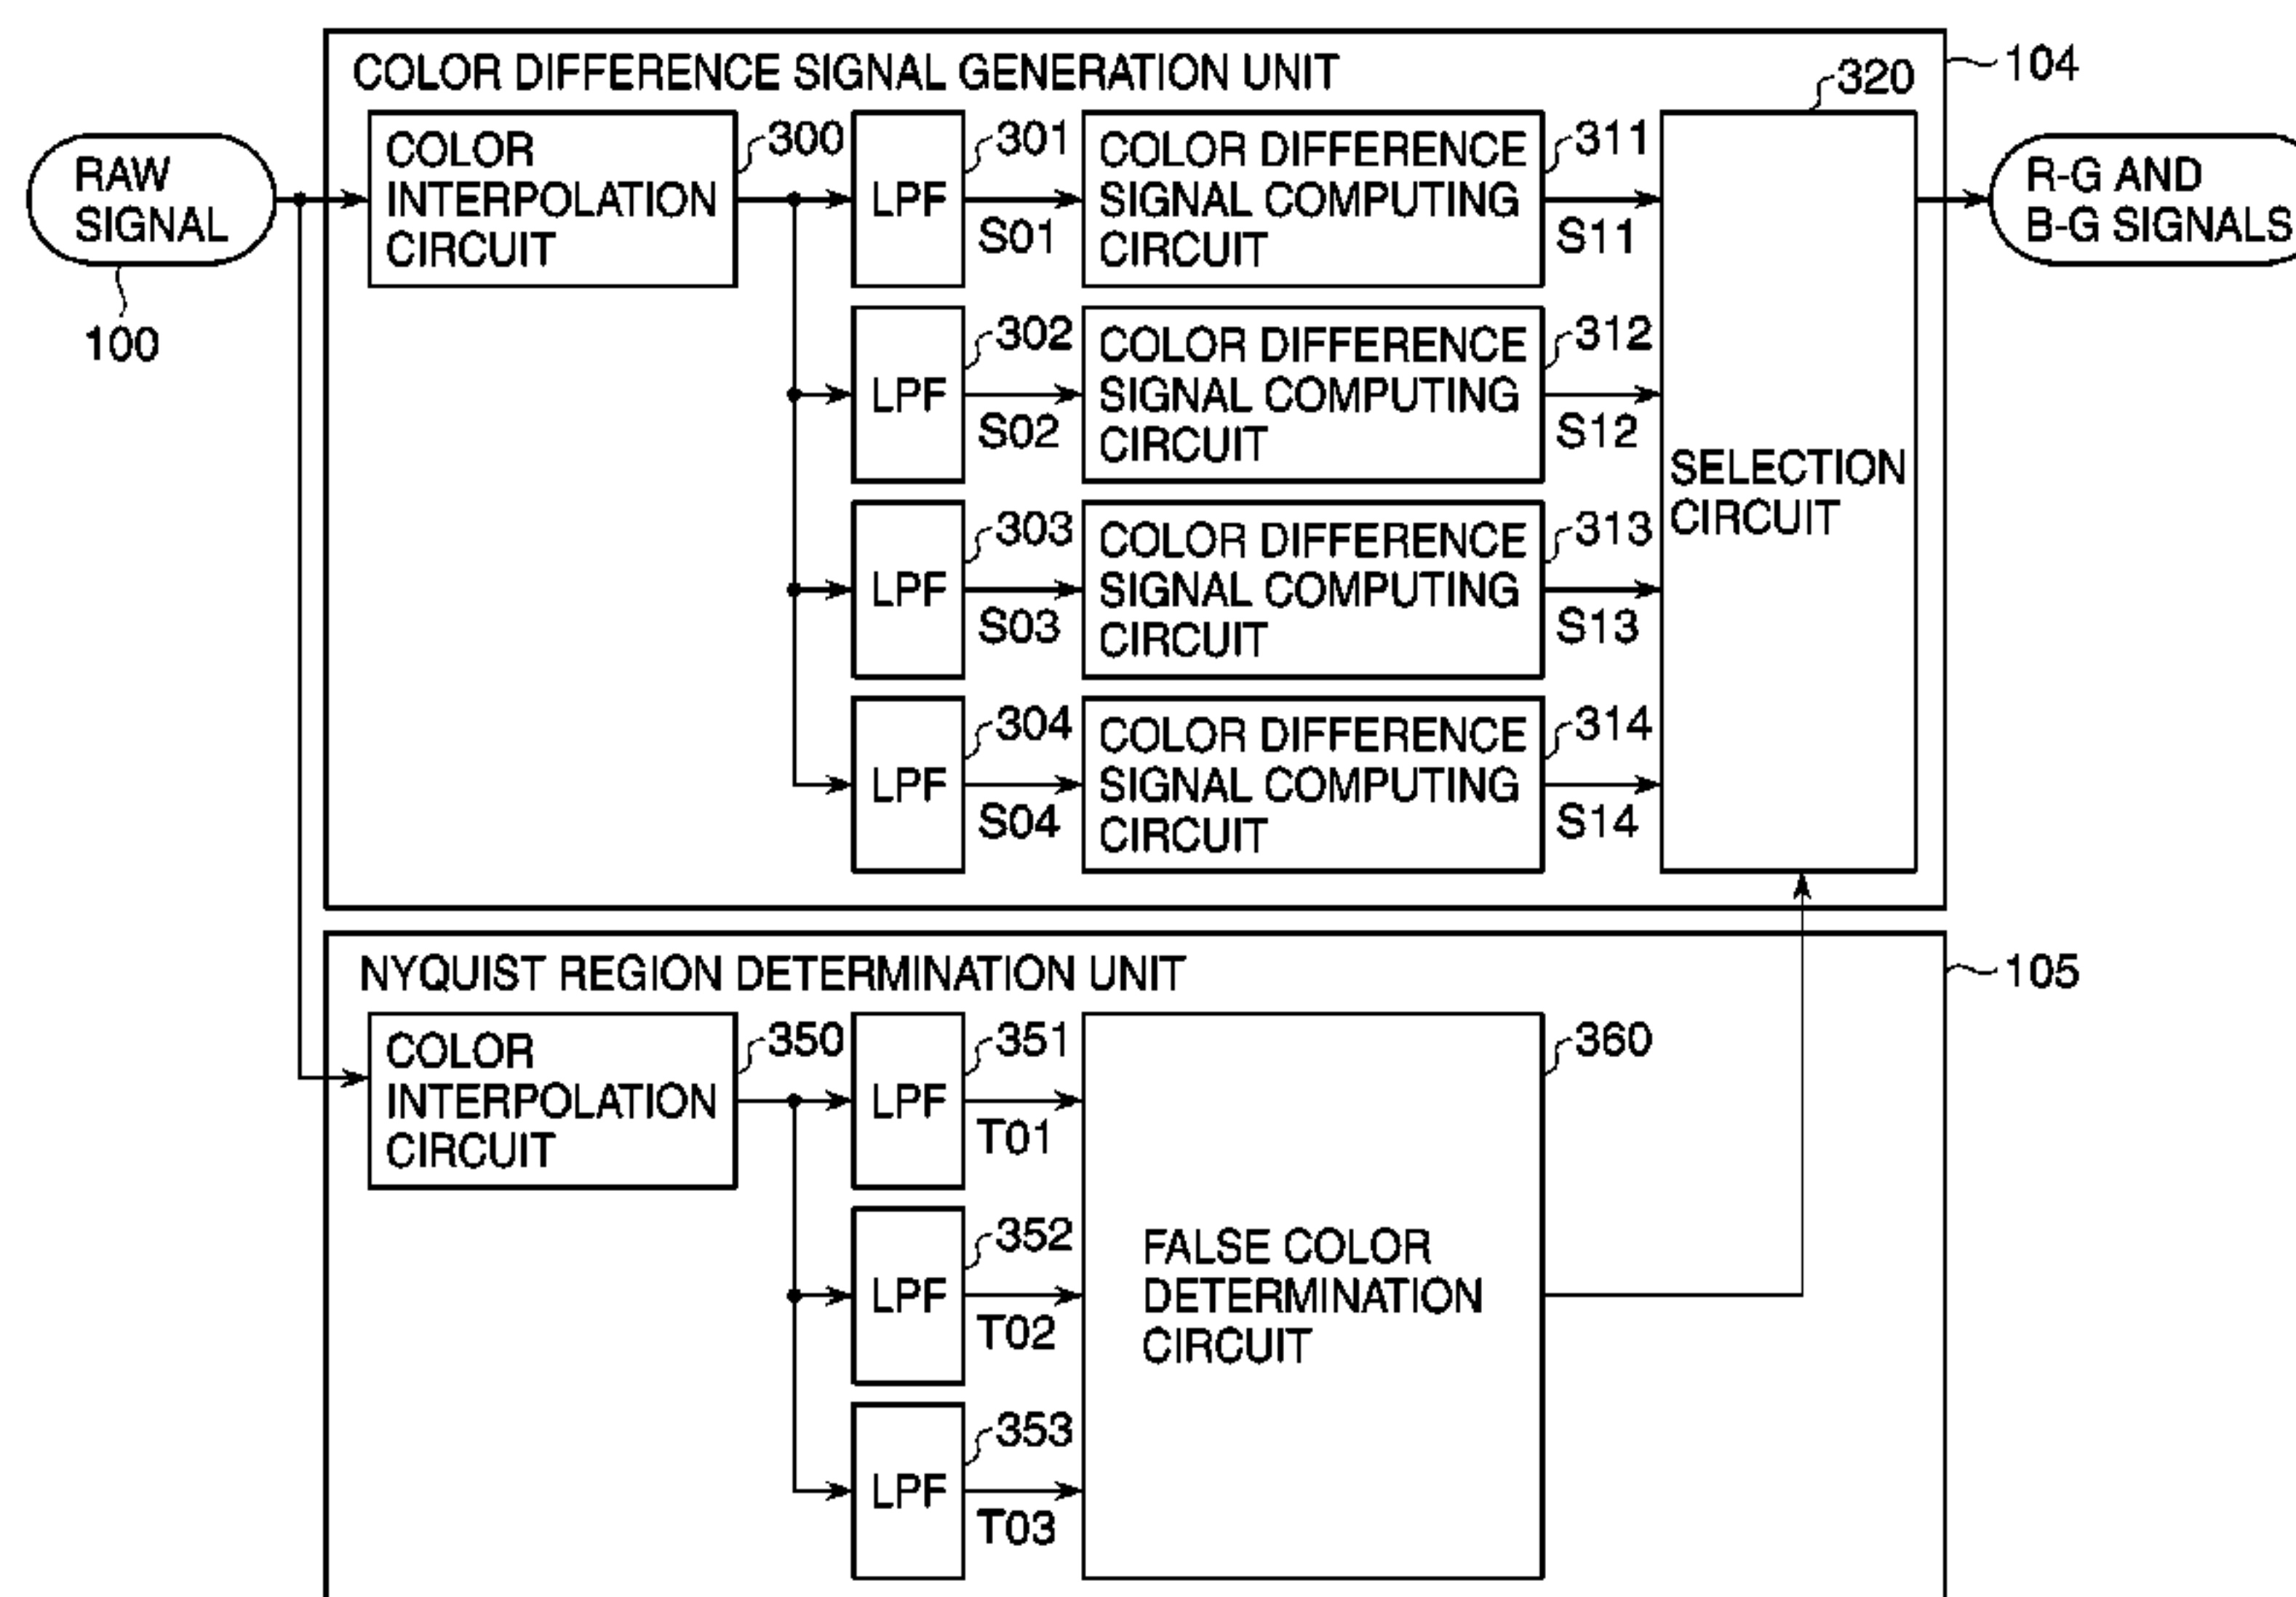 COLOR DIFFERENCE SIGNAL GENERATION UNIT
104
320
RAW
SIGNAL
100
COLOR
INTERPOLATION
CIRCUIT
300
LPF
301
S01
COLOR DIFFERENCE
SIGNAL COMPUTING
CIRCUIT
311
S11
R-G AND
B-G SIGNALS
LPF
302
S02
COLOR DIFFERENCE
SIGNAL COMPUTING
CIRCUIT
312
S12
SELECTION
CIRCUIT
LPF
303
S03
COLOR DIFFERENCE
SIGNAL COMPUTING
CIRCUIT
313
S13
LPF
304
S04
COLOR DIFFERENCE
SIGNAL COMPUTING
CIRCUIT
314
S14
NYQUIST REGION DETERMINATION UNIT
105
COLOR
INTERPOLATION
CIRCUIT
350
LPF
351
T01
360
LPF
352
T02
FALSE COLOR
DETERMINATION
CIRCUIT
LPF
353
T03